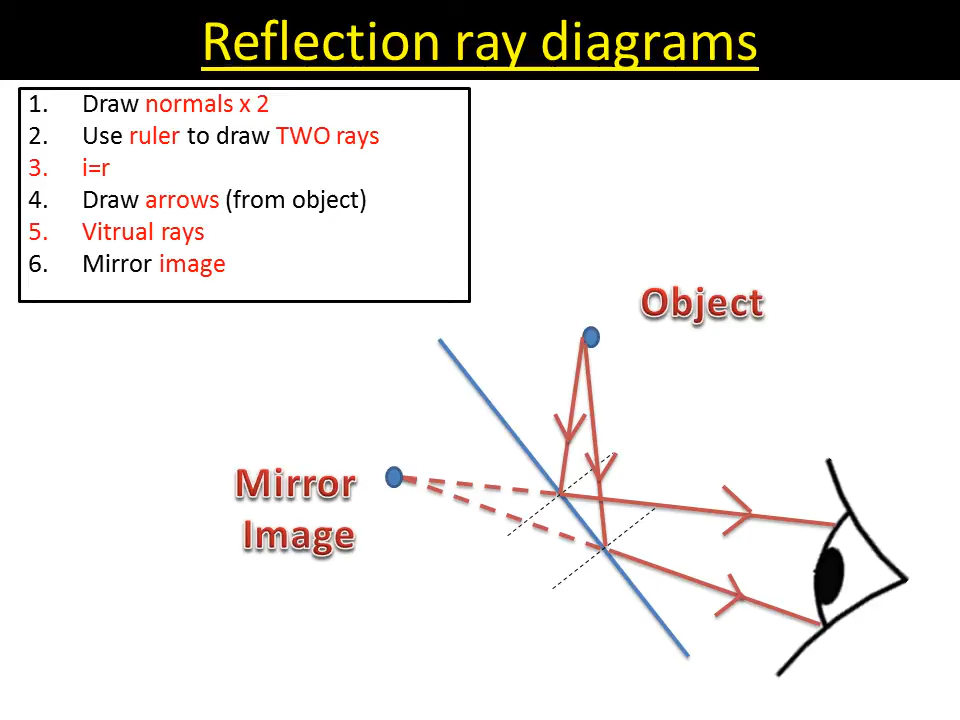 Reflection ray diagrams
1. Draw normals x 2
2. Use ruler to draw TWO rays
3. i=r
4. Draw arrows (from object)
5. Vitrual rays
6. Mirror image
Object
Mirror
Image